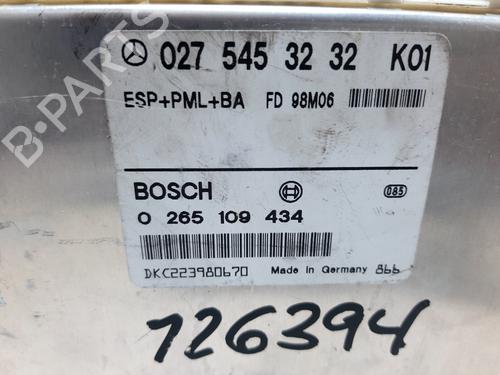 027 545 32 32 K01
ESP+PML+BA FD 98M06
BOSCH 085
0 265 109 434
DKC223980670 Made in Germany 866
126394